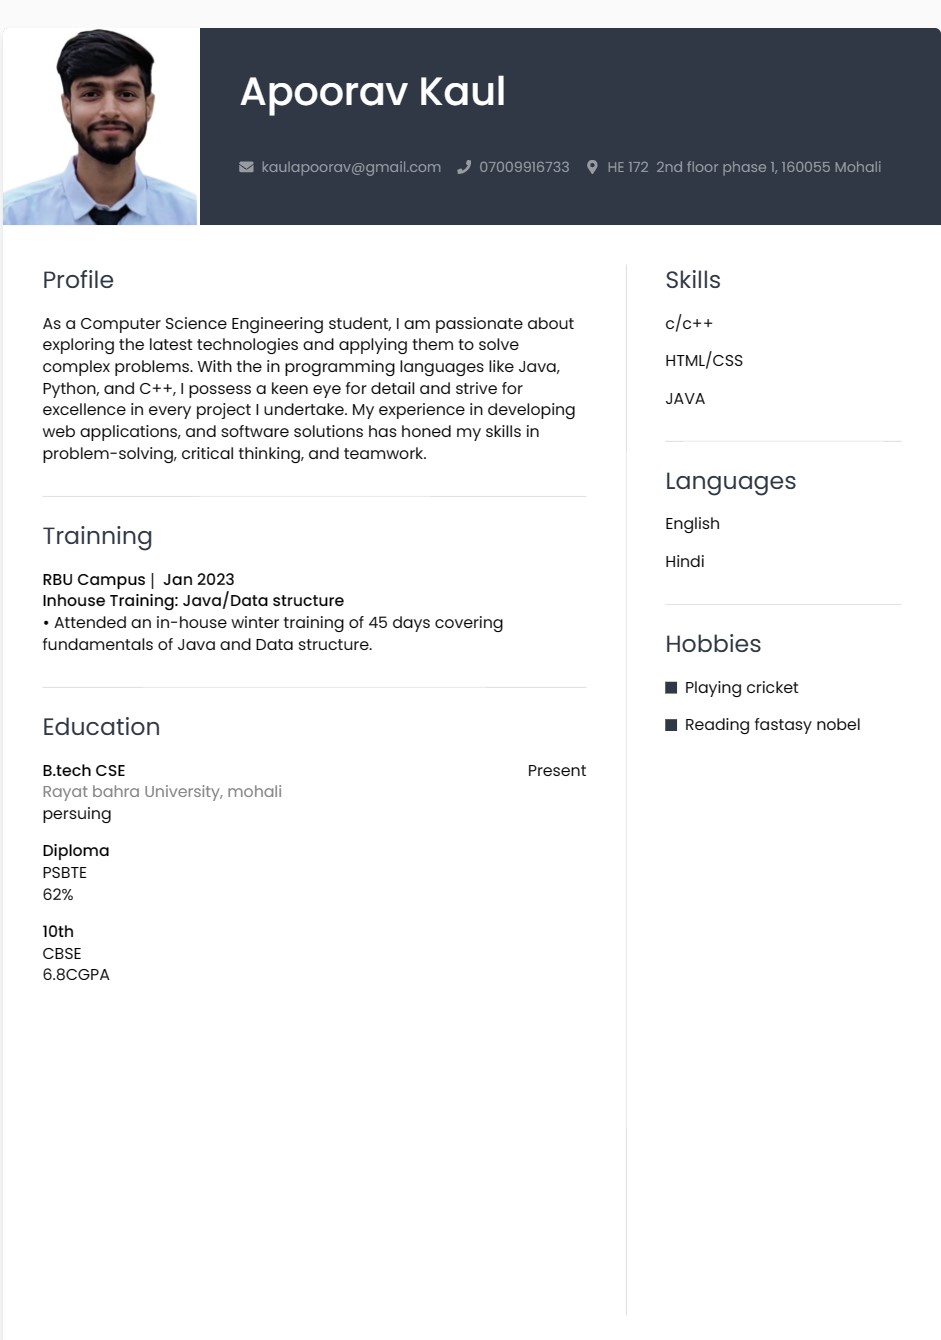 Apoorav Kaul
kaulapoorav@gmail.com 07009916733 HE 172 2nd floor phase 1, 160055 Mohali
Profile
As a Computer Science Engineering student, I am passionate about
exploring the latest technologies and applying them to solve
complex problems. With the in programming languages like Java,
Python, and C++, I possess a keen eye for detail and strive for
excellence in every project I undertake. My experience in developing
web applications, and software solutions has honed my skills in
problem-solving, critical thinking, and teamwork.
Trainning
RBU Campus | Jan 2023
Inhouse Training: Java/Data structure
• Attended an in-house winter training of 45 days covering
fundamentals of Java and Data structure.
Education
B.tech CSE Present
Rayat bahra University, mohali
persuing
Diploma
PSBTE
62%
10th
CBSE
6.8CGPA
Skills
c/c++
HTML/CSS
JAVA
Languages
English
Hindi
Hobbies
Playing cricket
Reading fastasy nobel